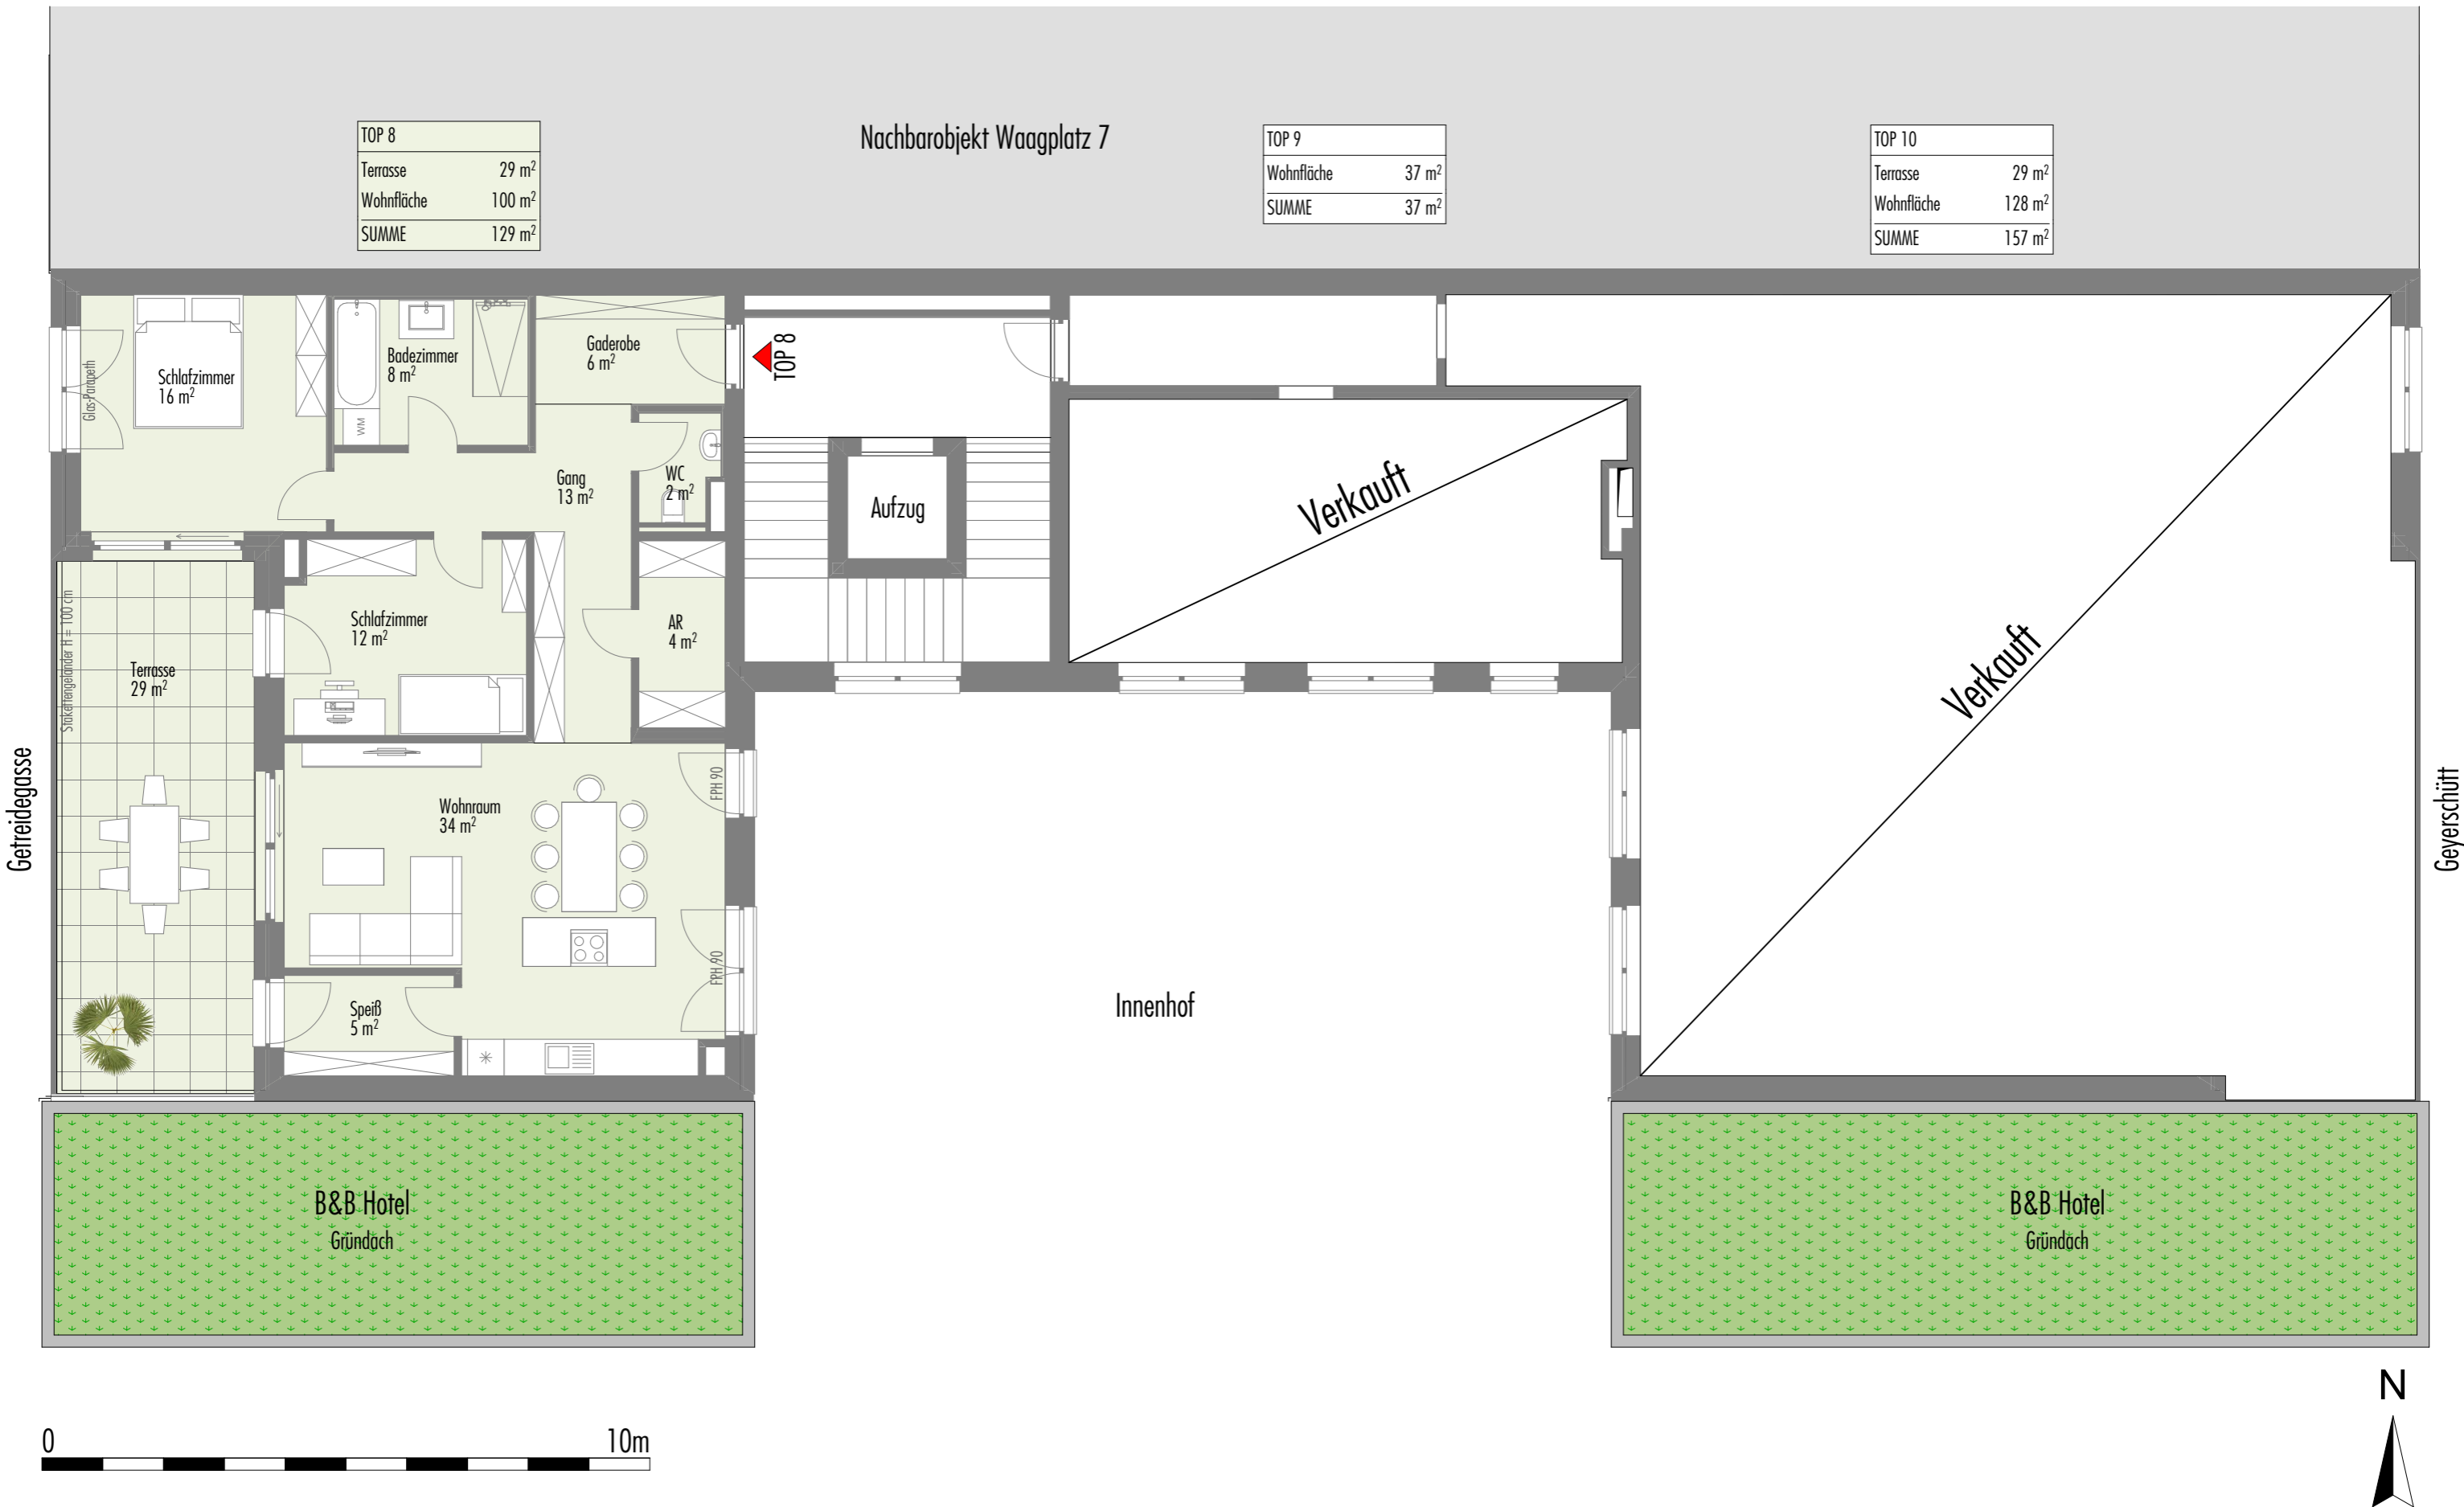 Nachbarobjekt Waagplatz 7
TOP 8
Terrasse 29 m²
Wohnfläche 100 m²
SUMME 129 m²
TOP 9
Wohnfläche 37 m²
SUMME 37 m²
TOP 10
Terrasse 29 m²
Wohnfläche 128 m²
SUMME 157 m²
Glas-Parapeth
Schlafzimmer
16 m²
Badezimmer
8 m²
WM
Gaderobe
6 m²
TOP 8
Gang
13 m²
WC
2 m²
Aufzug
Verkauft
Verkauft
Stakettengeländer H = 100 cm
Terrasse
29 m²
Schlafzimmer
12 m²
AR
4 m²
Getreidegasse
Wohnraum
34 m²
FPH 90
FPH 90
Geyerschütt
Speiß
5 m²
Innenhof
B&B Hotel
Gründach
B&B Hotel
Gründach
0 10m
N